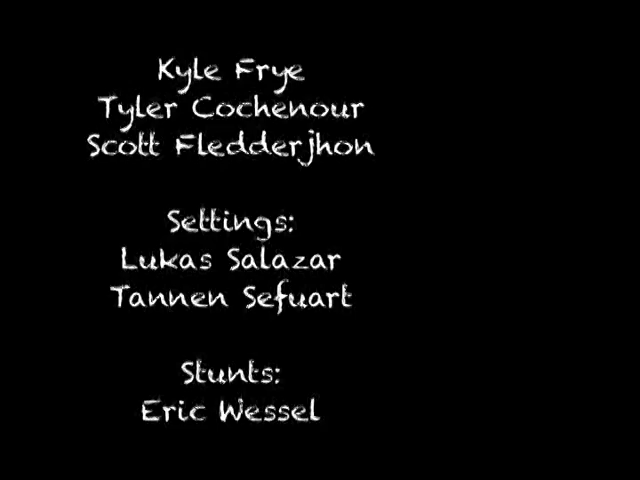 Kyle Frye
Tyler Cochenour
Scott Fledderjhon
Settings:
Lukas Salazar
Tannen Sefuart
Stunts:
Eric Wessel